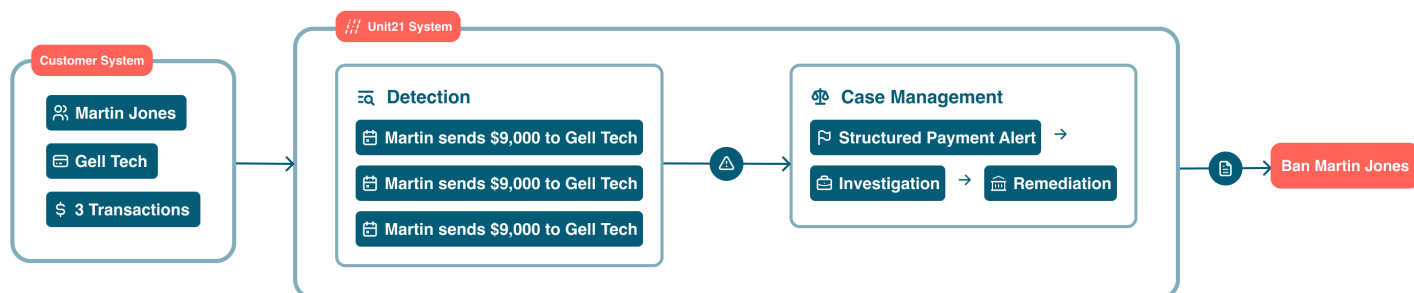 Customer System
Martin Jones
Gell Tech
3 Transactions
Unit21 System
Detection
Martin sends $9,000 to Gell Tech
Martin sends $9,000 to Gell Tech
Martin sends $9,000 to Gell Tech
Case Management
Structured Payment Alert
Investigation
Remediation
Ban Martin Jones